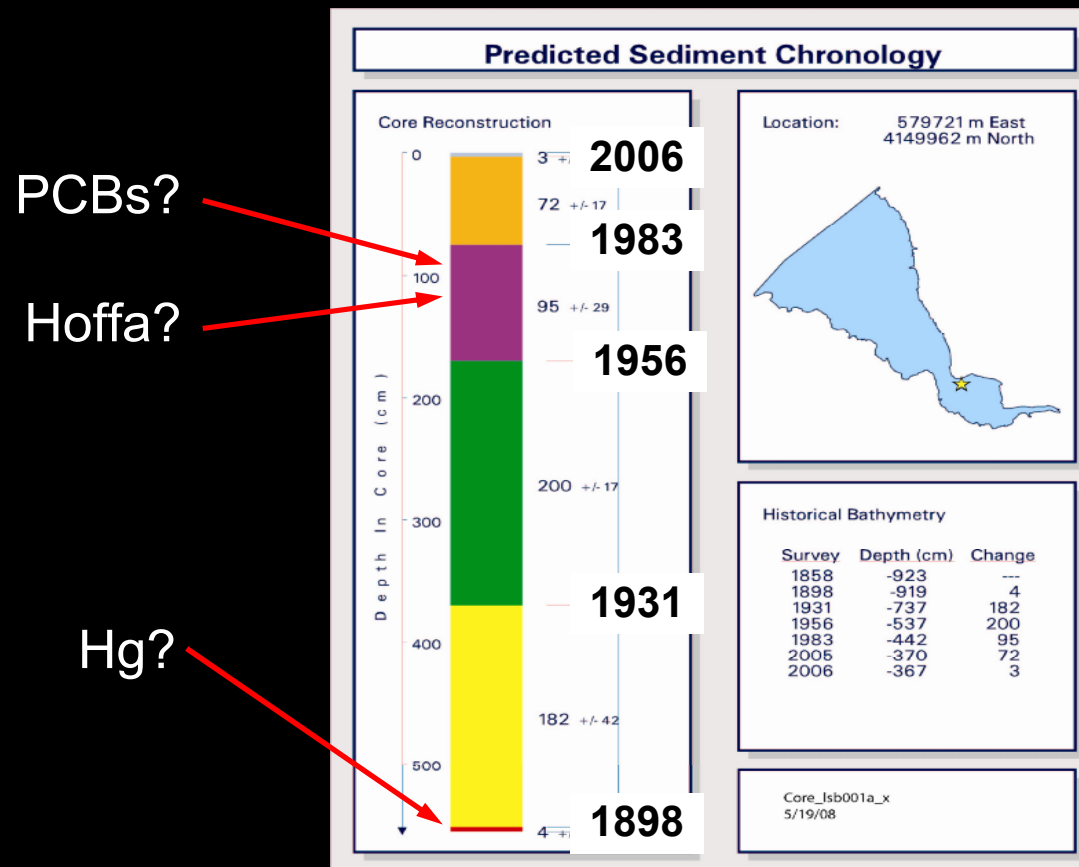 Predicted Sediment Chronology
PCBs?
Hoffa?
Hg?
Core Reconstruction
Depth In Core (cm)
0
100
200
300
400
500
3 +/
2006
72 +/- 17
1983
95 +/- 29
1956
200 +/- 17
1931
182 +/- 42
4 +/
1898
Location: 579721 m East
4149962 m North
Historical Bathymetry
Survey Depth (cm) Change
1858 -923 ---
1898 -919 4
1931 -737 182
1956 -537 200
1983 -442 95
2005 -370 72
2006 -367 3
Core_lsb001a_x
5/19/08